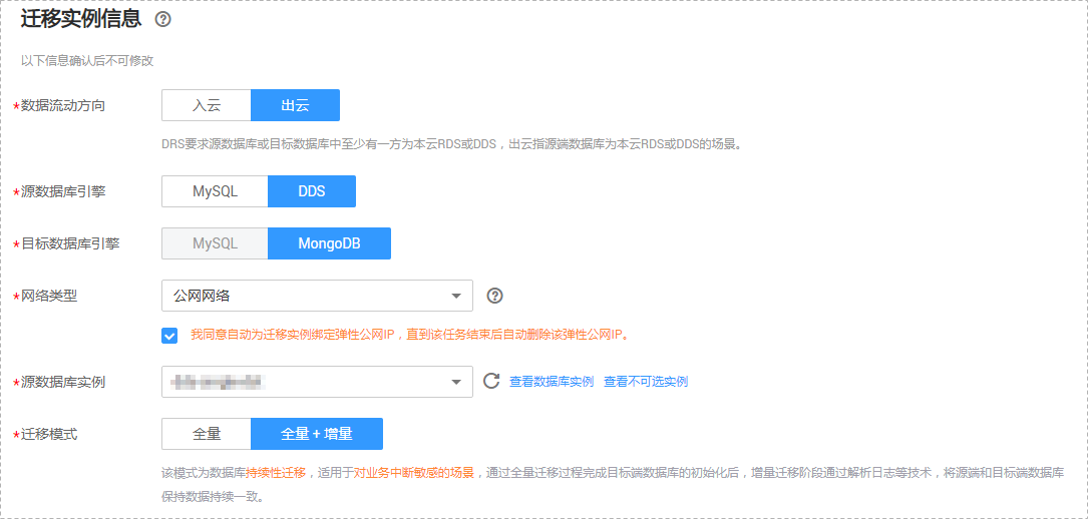 迁移实例信息 ?
以下信息确认后不可修改
*数据流动方向 入云 出云
DRS要求源数据库或目标数据库中至少有一方为本云RDS或DDS，出云指源端数据库为本云RDS或DDS的场景。
*源数据库引擎 MySQL DDS
*目标数据库引擎 MySQL MongoDB
*网络类型 公网网络 ?
我同意自动为迁移实例绑定弹性公网IP，直到该任务结束后自动删除该弹性公网IP。
*源数据库实例 查看数据库实例 查看不可选实例
*迁移模式 全量 全量+增量
该模式为数据库持续性迁移，适用于对业务中断敏感的场景，通过全量迁移过程完成目标端数据库的初始化后，增量迁移阶段通过解析日志等技术，将源端和目标端数据库
保持数据持续一致。